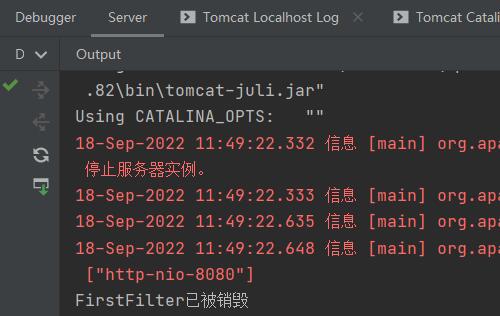 Debugger Server Tomcat Localhost Log Tomcat Catali
D Output
.82\bin\tomcat-juli.jar"
Using CATALINA_OPTS: ""
18-Sep-2022 11:49:22.332 信息 [main] org.apa
停止服务器实例。
18-Sep-2022 11:49:22.333 信息 [main] org.apa
18-Sep-2022 11:49:22.635 信息 [main] org.apa
18-Sep-2022 11:49:22.648 信息 [main] org.apa
["http-nio-8080"]
FirstFilter已被销毁